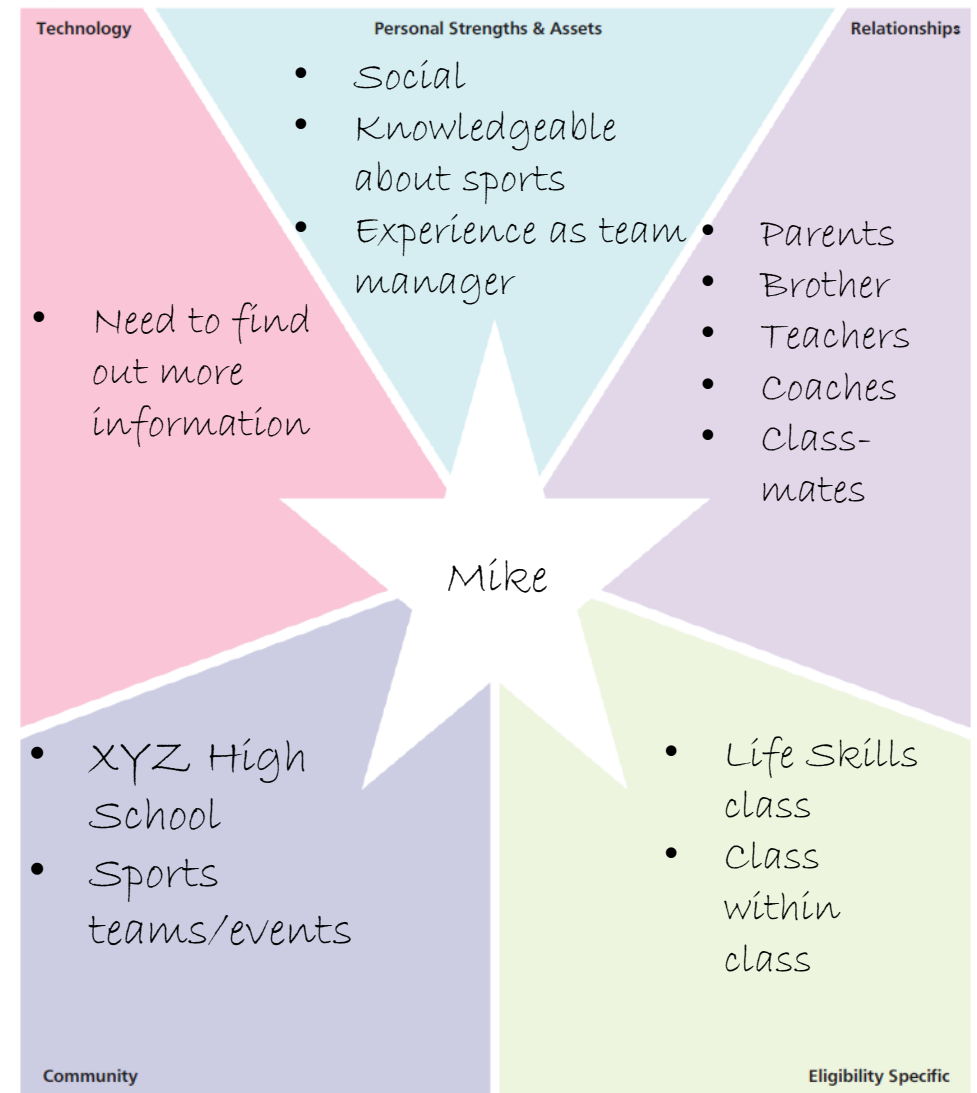 Technology
Personal Strengths & Assets
Relationships
• Social
• Knowledgeable
about sports
• Experience as team
manager
• Parents
• Brother
• Teachers
• Coaches
• Class-
mates
• Need to find
out more
information
Mike
• XYZ High
School
• Sports
teams/events
• Life Skills
class
• Class
within
class
Community
Eligibility Specific